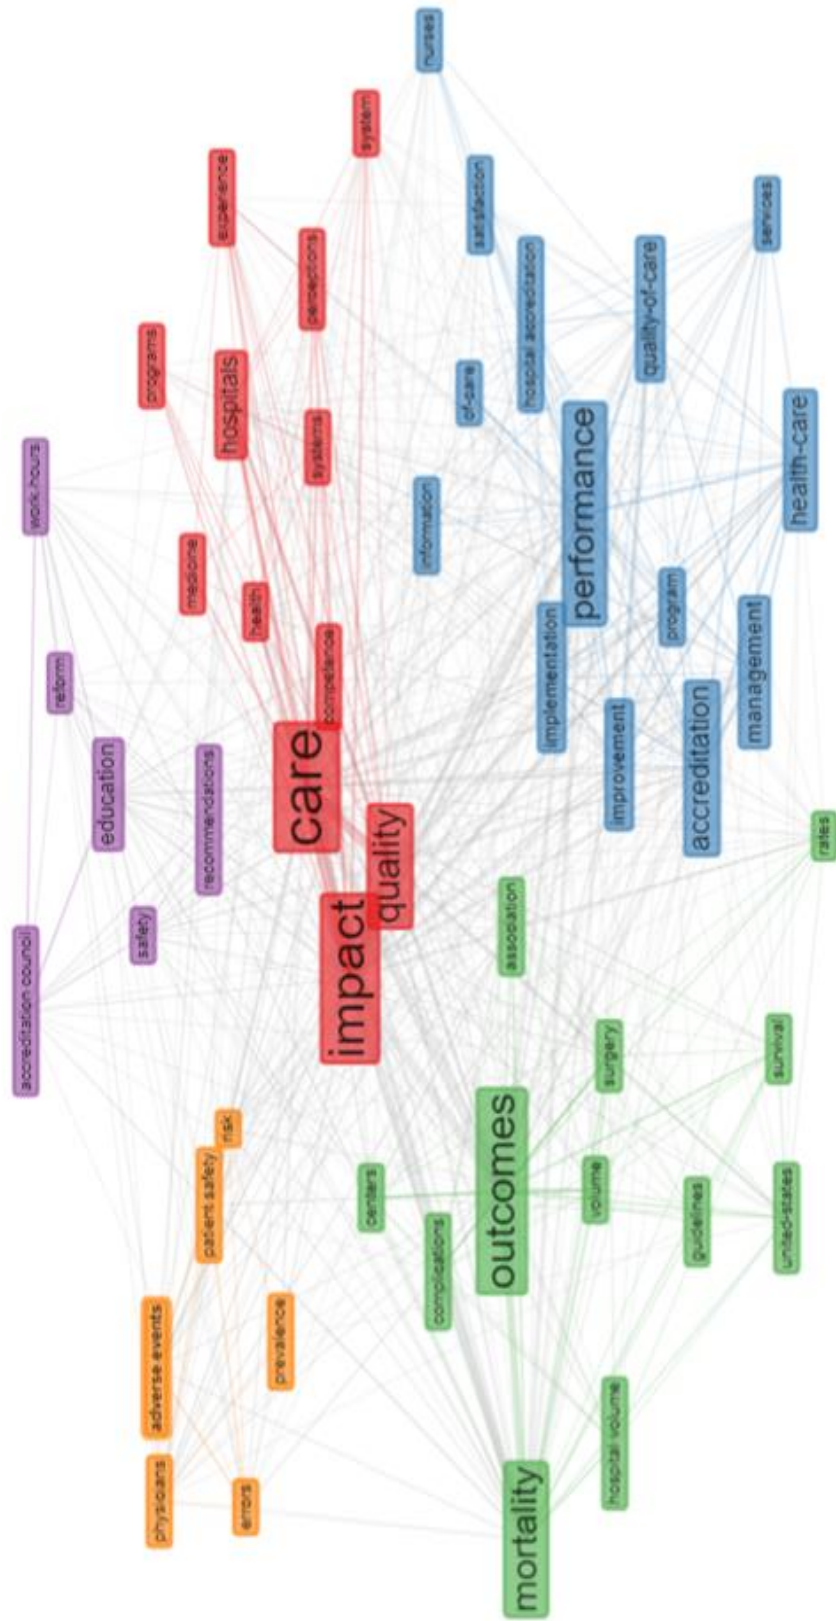 accreditation council
work.hours
reform
education
safety
recommendations
programs
medicine
experience
hospitals
health
perceptions
systems
competence
system
care
impact
quality
physicians
adverse events
patient safety
risk
errors
prevalence
nurses
satisfaction
hospital accreditation
of-care
information
performance
quality-of-care
services
implementation
program
health-care
improvement
accreditation
management
centers
complications
association
outcomes
surgery
volume
mortality
hospital volume
guidelines
survival
united-states
rates